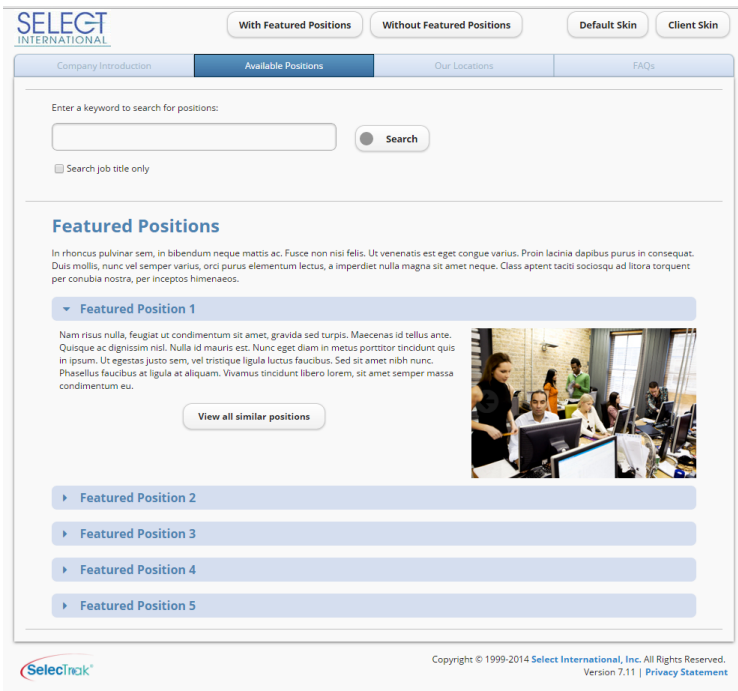 SELECT
INTERNATIONAL
With Featured Positions
Without Featured Positions
Default Skin
Client Skin
Company Introduction
Available Positions
Our Locations
FAQs
Enter a keyword to search for positions:
Search
Search job title only
Featured Positions
In rhoncus pulvinar sem, in bibendum neque mattis ac. Fusce non nisi felis. Ut venenatis est eget congue varius. Proin lacinia dapibus purus in consequat.
Duis mollis, nunc vel semper varius, orci purus elementum lectus, a imperdiet nulla magna sit amet neque. Class aptent taciti sociosqu ad litora torquent
per conubia nostra, per inceptos himenaeos.
Featured Position 1
Nam risus nulla, feugiat ut condimentum sit amet, gravida sed turpis. Maecenas id tellus ante.
Quisque ac dignissim nisl. Nulla id mauris est. Nunc eget diam in metus porttitor tincidunt quis
in ipsum. Ut egestas justo sem, vel tristique ligula luctus faucibus. Sed sit amet nibh nunc.
Phasellus faucibus at ligula at aliquam. Vivamus tincidunt libero lorem, sit amet semper massa
condimentum eu.
View all similar positions
Featured Position 2
Featured Position 3
Featured Position 4
Featured Position 5
SelecTrak
Copyright © 1999-2014 Select International, Inc. All Rights Reserved.
Version 7.11 | Privacy Statement